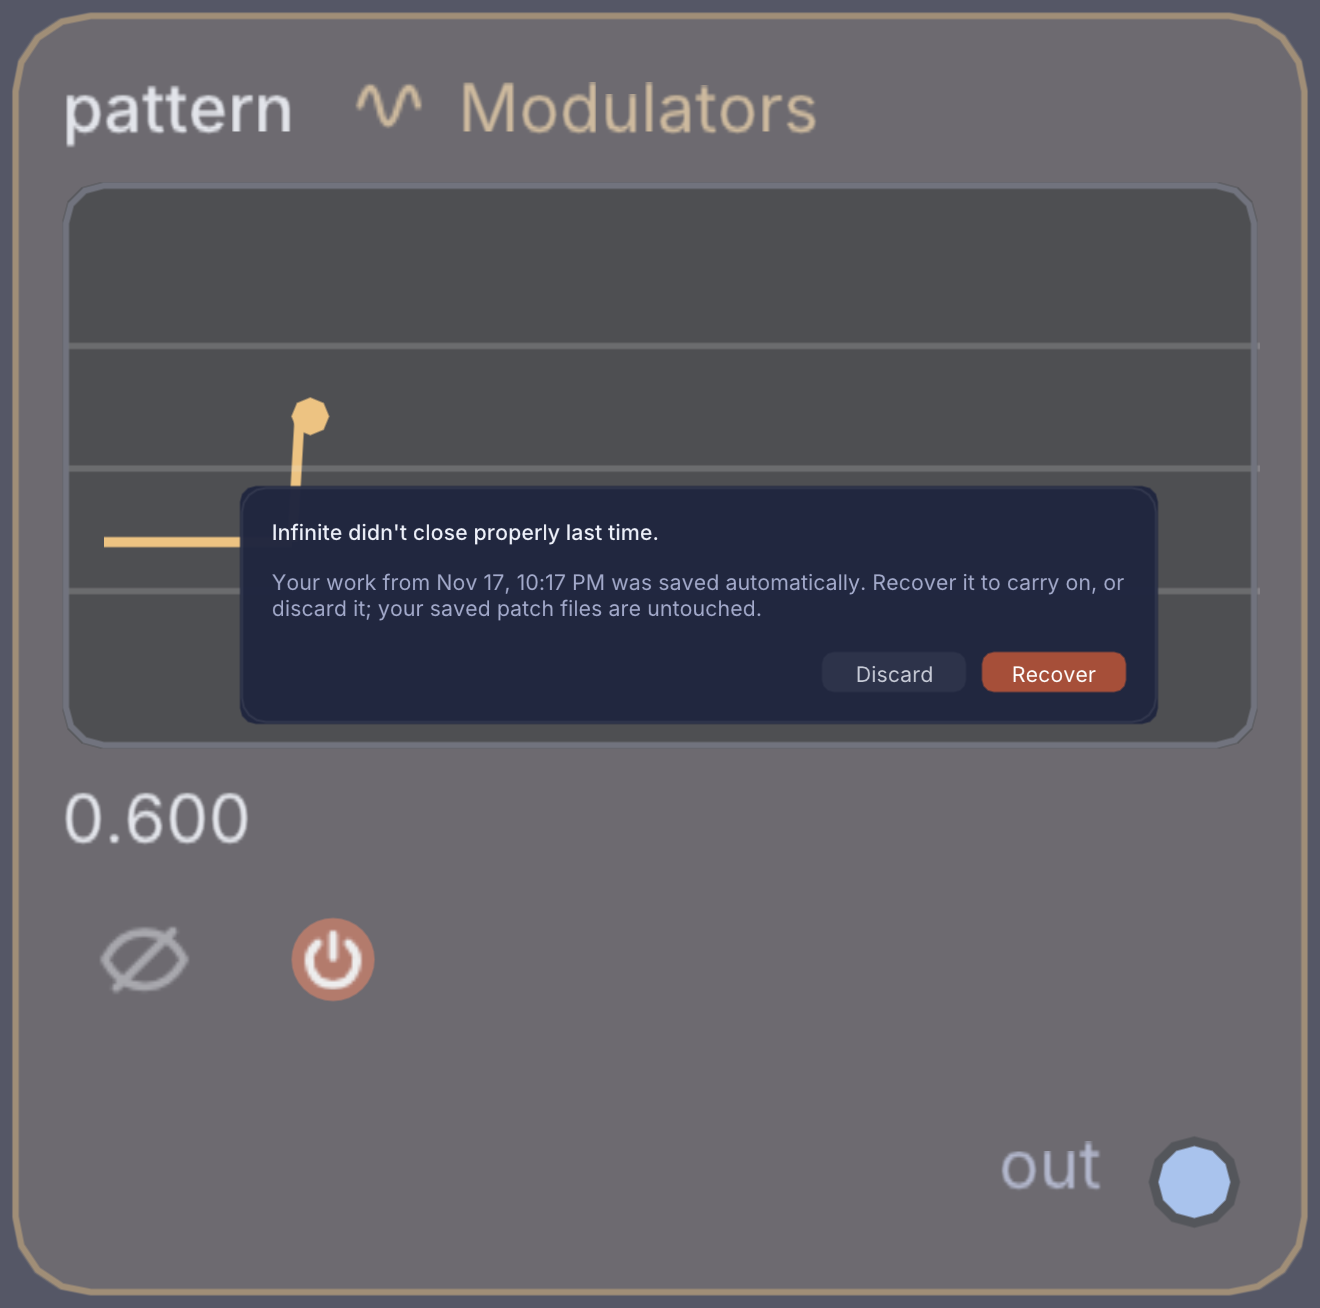 pattern Modulators
Infinite didn't close properly last time.
Your work from Nov 17, 10:17 PM was saved automatically. Recover it to carry on, or
discard it; your saved patch files are untouched.
Discard Recover
0.600
out